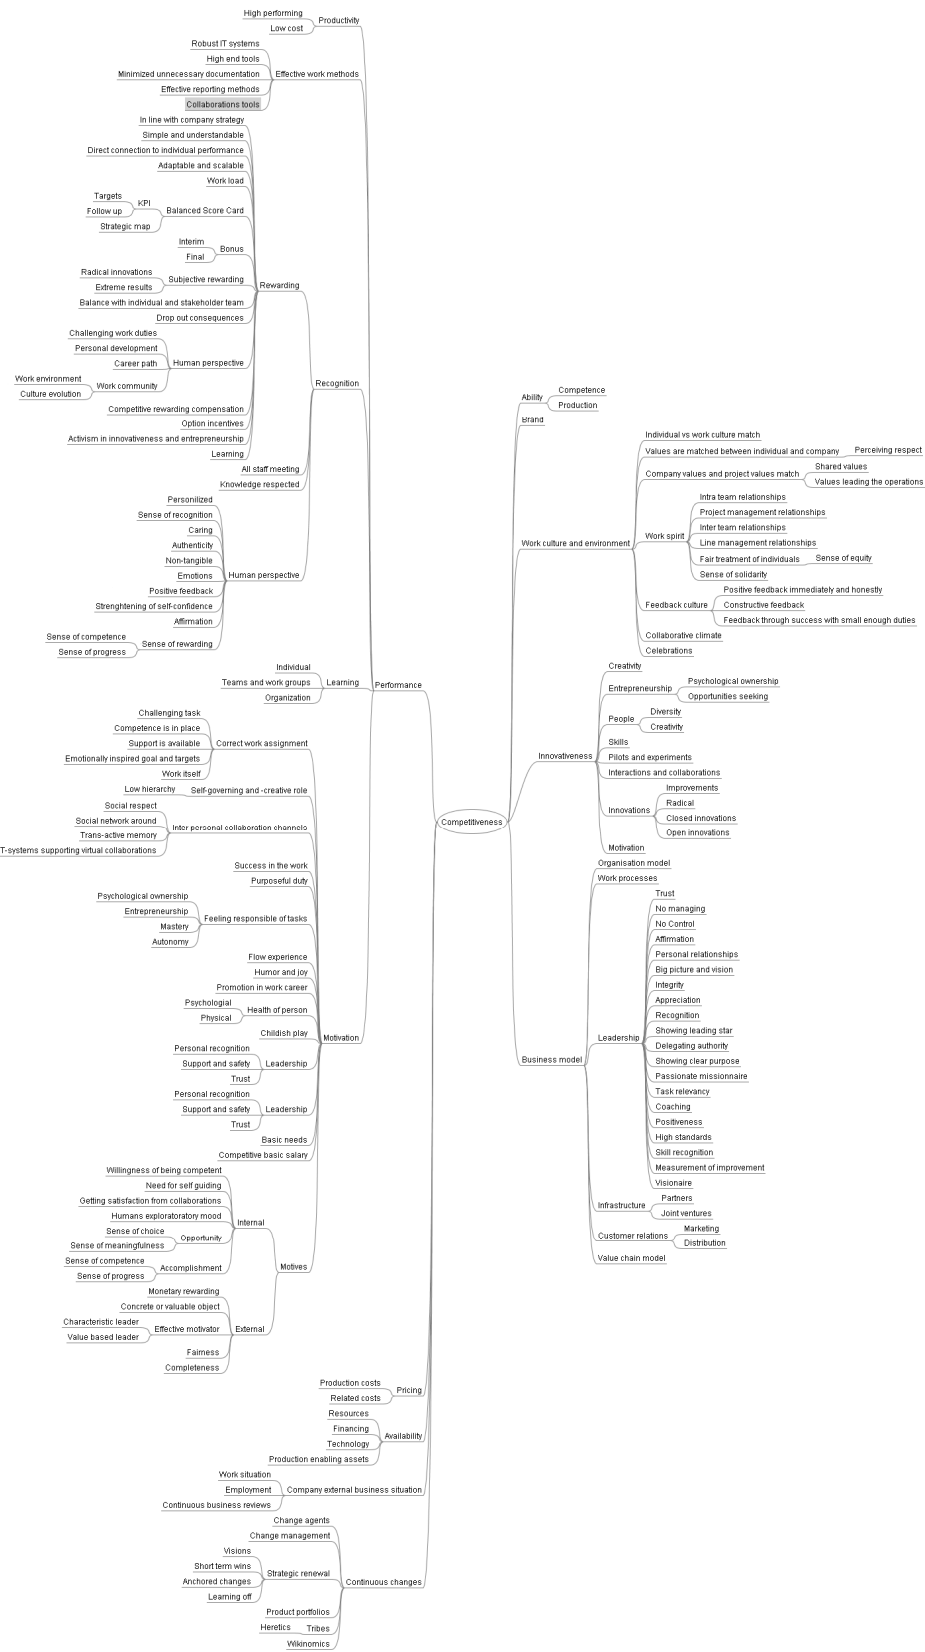 High performing
Low cost
Productivity
Robust IT systems
High end tools
Minimized unnecessary documentation
Effective reporting methods
Collaborations tools
Effective work methods
In line with company strategy
Simple and understandable
Direct connection to individual performance
Adaptable and scalable
Work load
Targets
Follow up
KPI
Strategic map
Balanced Score Card
Interim
Final
Bonus
Radical innovations
Extreme results
Subjective rewarding
Balance with individual and stakeholder team
Drop out consequences
Challenging work duties
Personal development
Career path
Work environment
Culture evolution
Work community
Human perspective
Competitive rewarding compensation
Option incentives
Activism in innovativeness and entrepreneurship
Learning
Rewarding
All staff meeting
Knowledge respected
Personilized
Sense of recognition
Caring
Authenticity
Non-tangible
Emotions
Positive feedback
Strenghtening of self-confidence
Affirmation
Sense of competence
Sense of progress
Sense of rewarding
Human perspective
Recognition
Individual
Teams and work groups
Organization
Learning
Performance
Challenging task
Competence is in place
Support is available
Emotionally inspired goal and targets
Work itself
Correct work assignment
Low hierarchy
Self-governing and -creative role
Social respect
Social network around
Trans-active memory
T-systems supporting virtual collaborations
Inter personal collaboration channels
Success in the work
Purposeful duty
Psychological ownership
Entrepreneurship
Mastery
Autonomy
Feeling responsible of tasks
Flow experience
Humor and joy
Promotion in work career
Psychologial
Physical
Health of person
Childish play
Personal recognition
Support and safety
Trust
Leadership
Personal recognition
Support and safety
Trust
Leadership
Basic needs
Competitive basic salary
Motivation
Willingness of being competent
Need for self guiding
Getting satisfaction from collaborations
Humans exploratoratory mood
Sense of choice
Sense of meaningfulness
Opportunity
Sense of competence
Sense of progress
Accomplishment
Internal
Monetary rewarding
Concrete or valuable object
Characteristic leader
Value based leader
Effective motivator
Fairness
Completeness
External
Motives
Production costs
Related costs
Pricing
Resources
Financing
Technology
Production enabling assets
Availability
Work situation
Employment
Continuous business reviews
Company external business situation
Change agents
Change management
Visions
Short term wins
Anchored changes
Learning off
Strategic renewal
Product portfolios
Heretics
Tribes
Wikinomics
Continuous changes
Competitiveness
Ability
Competence
Production
Brand
Work culture and environment
Individual vs work culture match
Values are matched between individual and company
Perceiving respect
Company values and project values match
Shared values
Values leading the operations
Work spirit
Intra team relationships
Project management relationships
Inter team relationships
Line management relationships
Fair treatment of individuals
Sense of equity
Sense of solidarity
Feedback culture
Positive feedback immediately and honestly
Constructive feedback
Feedback through success with small enough duties
Collaborative climate
Celebrations
Innovativeness
Creativity
Entrepreneurship
Psychological ownership
Opportunities seeking
People
Diversity
Creativity
Skills
Pilots and experiments
Interactions and collaborations
Innovations
Improvements
Radical
Closed innovations
Open innovations
Motivation
Business model
Organisation model
Work processes
Leadership
Trust
No managing
No Control
Affirmation
Personal relationships
Big picture and vision
Integrity
Appreciation
Recognition
Showing leading star
Delegating authority
Showing clear purpose
Passionate missionnaire
Task relevancy
Coaching
Positiveness
High standards
Skill recognition
Measurement of improvement
Visionaire
Infrastructure
Partners
Joint ventures
Customer relations
Marketing
Distribution
Value chain model